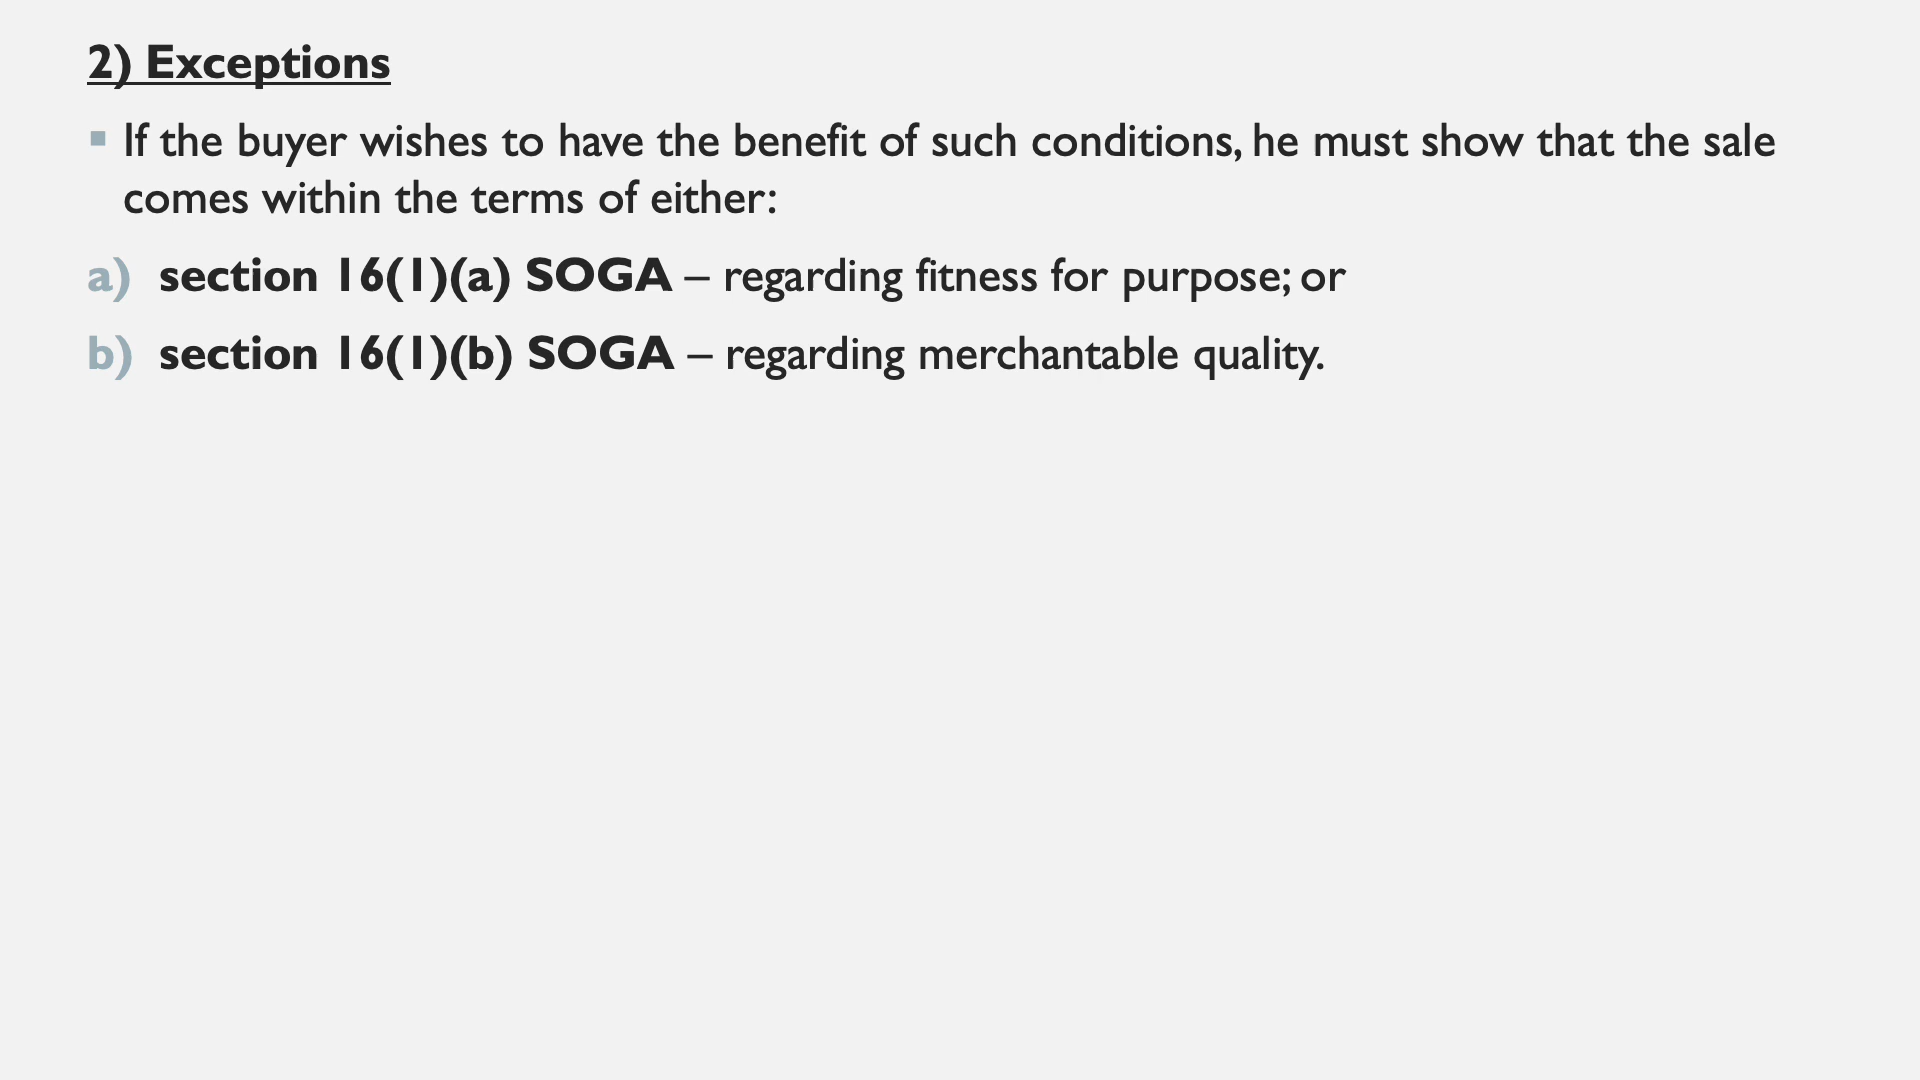 2) Exceptions
▪ If the buyer wishes to have the benefit of such conditions, he must show that the sale
comes within the terms of either:
a) section 16(1)(a) SOGA – regarding fitness for purpose; or
b) section 16(1)(b) SOGA – regarding merchantable quality.